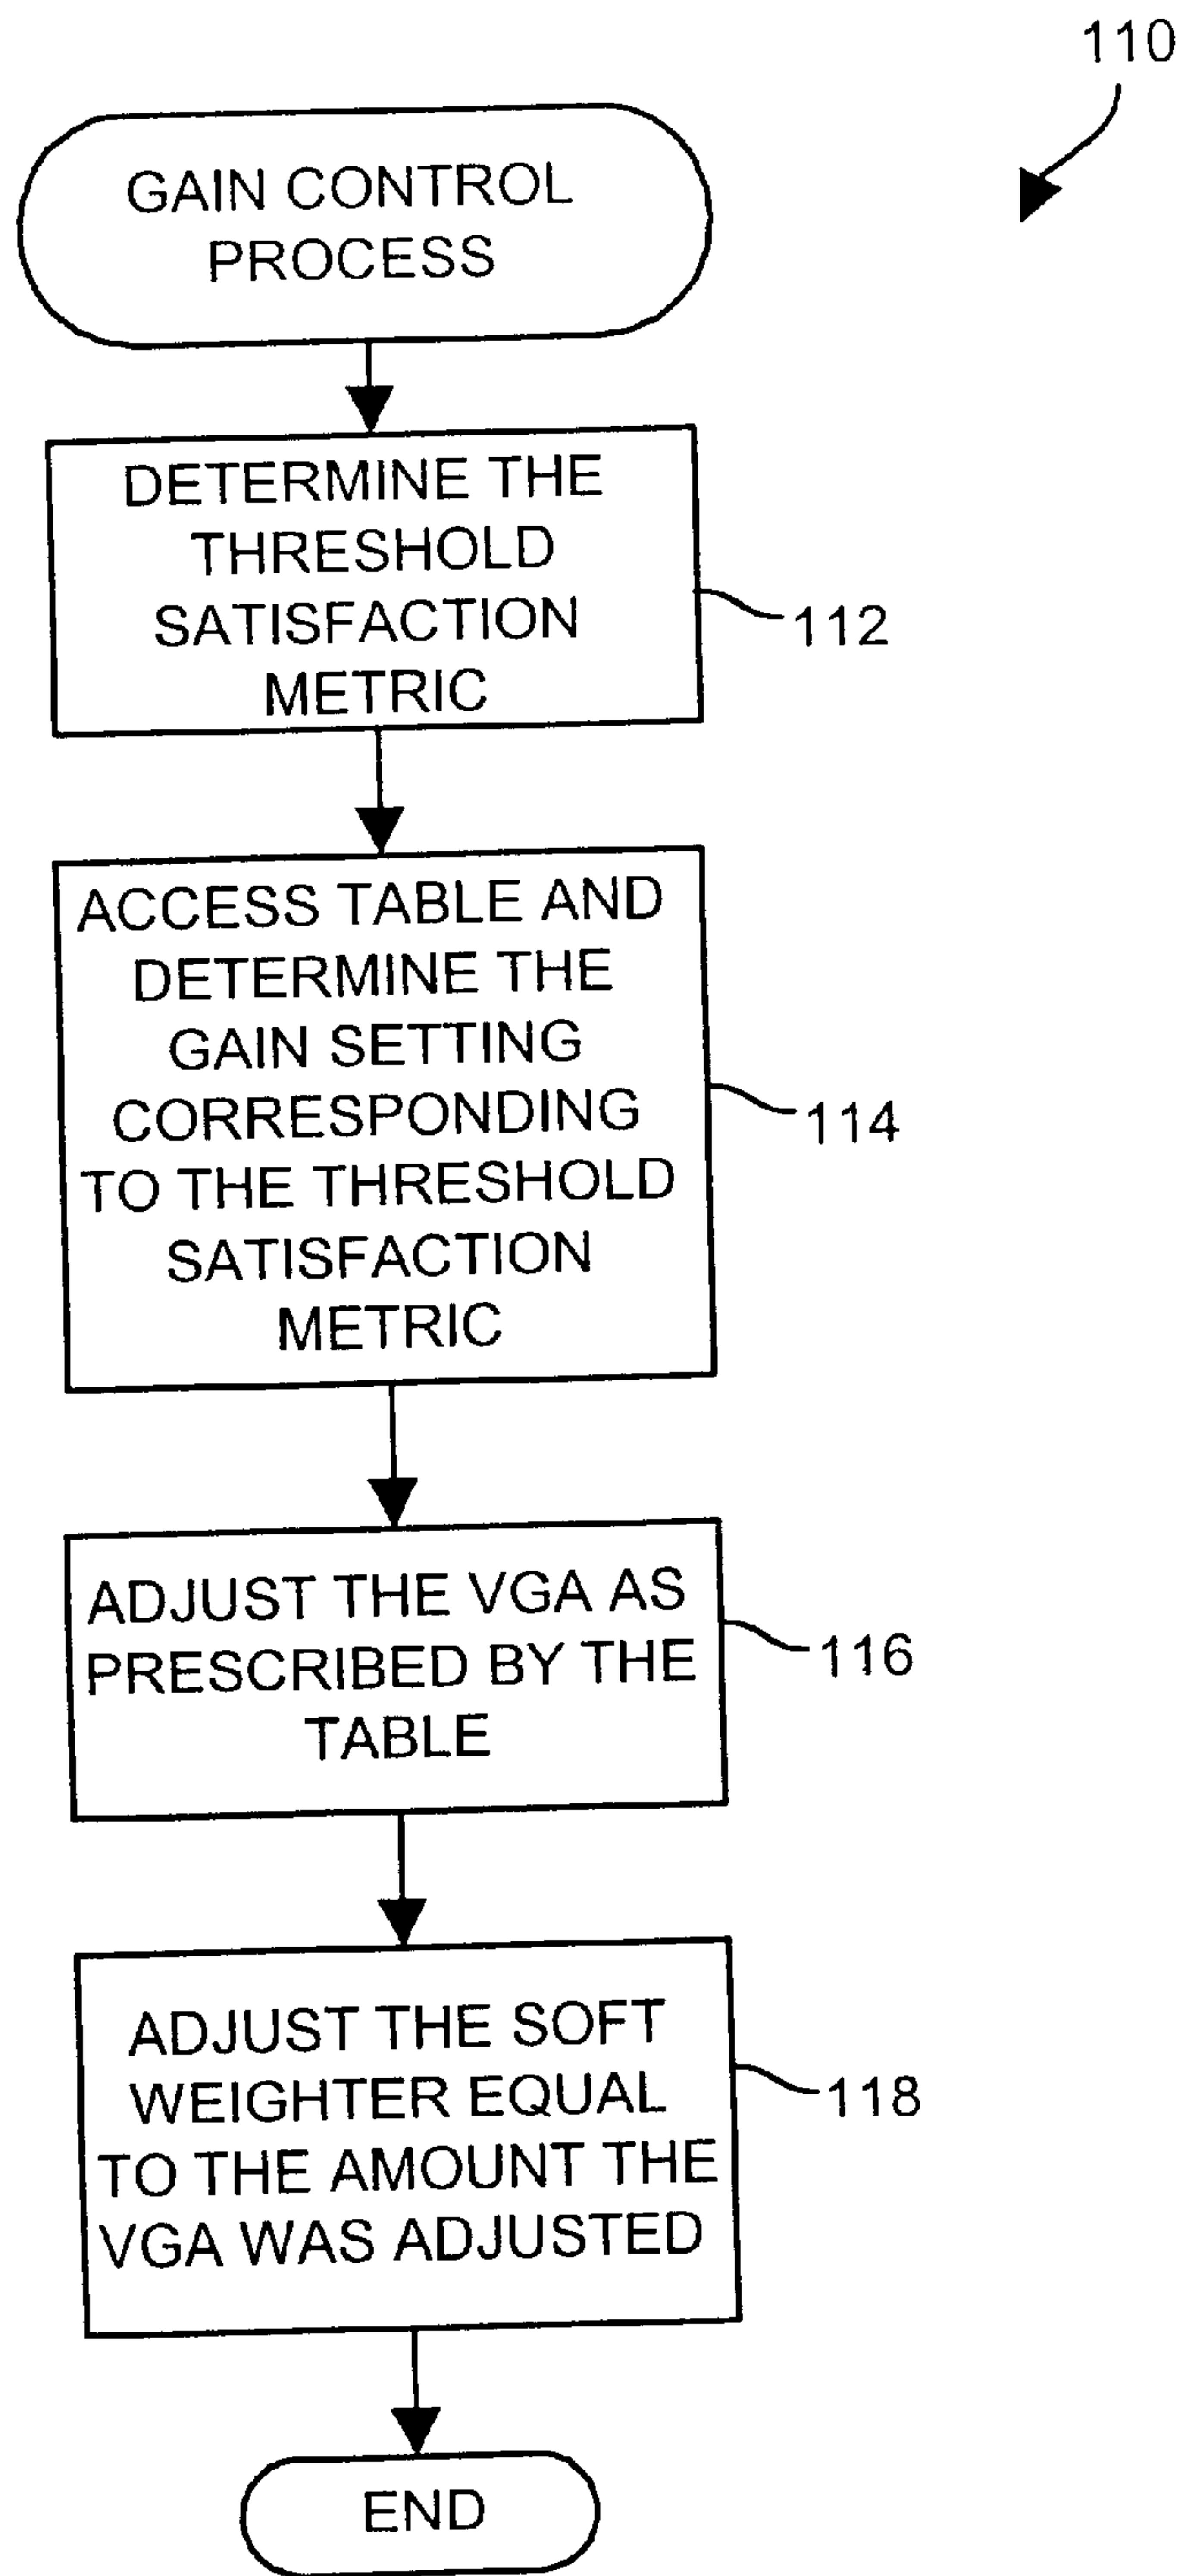 110
GAIN CONTROL
PROCESS
DETERMINE THE
THRESHOLD
SATISFACTION
METRIC
112
ACCESS TABLE AND
DETERMINE THE
GAIN SETTING
CORRESPONDING
TO THE THRESHOLD
SATISFACTION
METRIC
114
ADJUST THE VGA AS
PRESCRIBED BY THE
TABLE
116
ADJUST THE SOFT
WEIGHTER EQUAL
TO THE AMOUNT THE
VGA WAS ADJUSTED
118
END